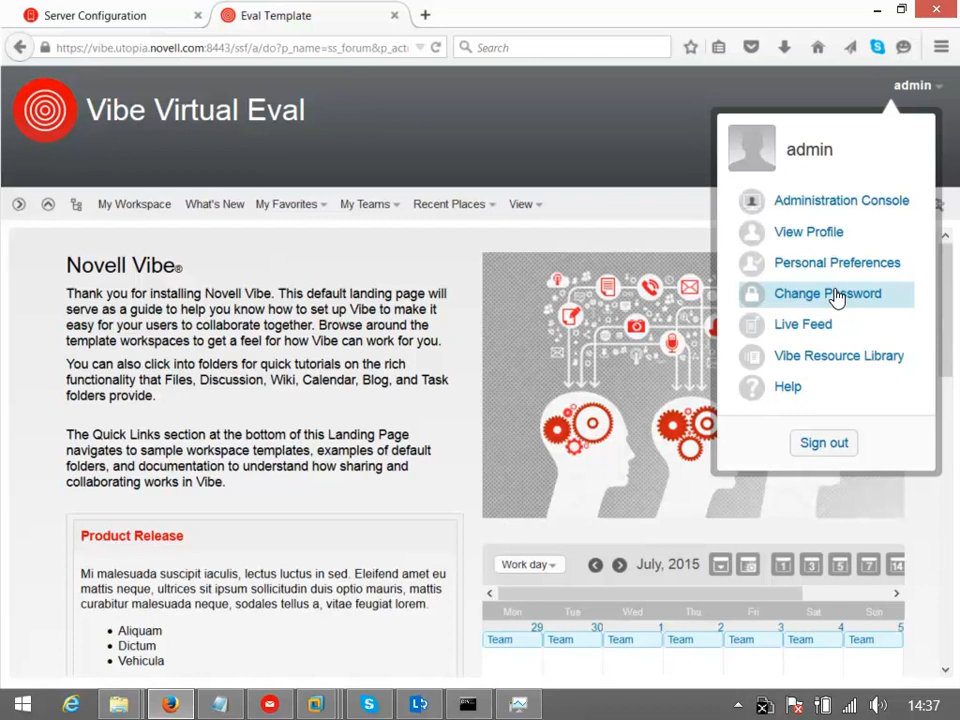 Server Configuration
Eval Template
https://vibe.utopia.novell.com:8443/ssf/a/do?p_name=ss_forum&p_act
Search
admin
Vibe Virtual Eval
admin
Administration Console
View Profile
Personal Preferences
Change Password
Live Feed
Vibe Resource Library
Help
Sign out
My Workspace
What's New
My Favorites
My Teams
Recent Places
View
Novell Vibe®
Thank you for installing Novell Vibe. This default landing page will
serve as a guide to help you know how to set up Vibe to make it
easy for your users to collaborate together. Browse around the
template workspaces to get a feel for how Vibe can work for you.
You can also click into folders for quick tutorials on the rich
functionality that Files, Discussion, Wiki, Calendar, Blog, and Task
folders provide.
The Quick Links section at the bottom of this Landing Page
navigates to sample workspace templates, examples of default
folders, and documentation to understand how sharing and
collaborating works in Vibe.
Product Release
Mi malesuada suscipit iaculis, lectus luctus in sed. Eleifend amet eu
mattis neque, ultrices sit ipsum sollicitudin duis optio mauris, mattis
curabitur malesuada neque, sodales tellus a, vitae feugiat lorem.
• Aliquam
• Dictum
• Vehicula
Work day
July, 2015
1 3 5 7 14
Mon Tue Wed Thu Fri Sat Sun
29 30 1 2 3 4 5
Team Team Team Team Team Team Team
14:37